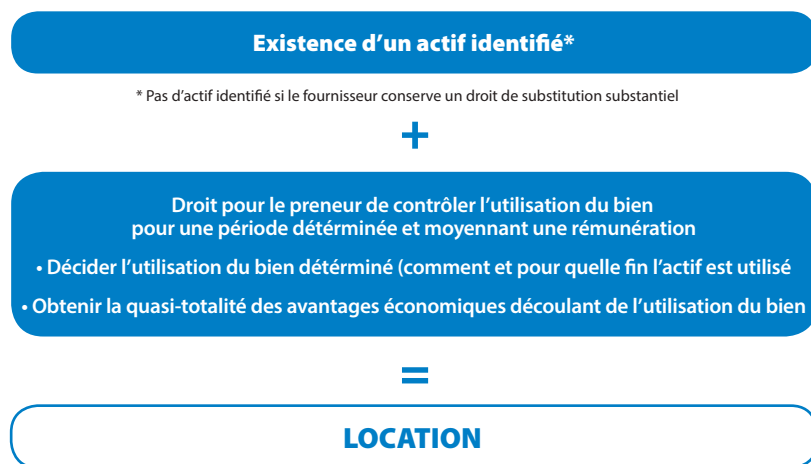 Existence d’un actif identifié*
* Pas d’actif identifié si le fournisseur conserve un droit de substitution substantiel
+
Droit pour le preneur de contrôler l’utilisation du bien
pour une période détérminée et moyennant une rémunération
• Décider l’utilisation du bien détérminé (comment et pour quelle fin l’actif est utilisé
• Obtenir la quasi-totalité des avantages économiques découlant de l’utilisation du bien
=
LOCATION